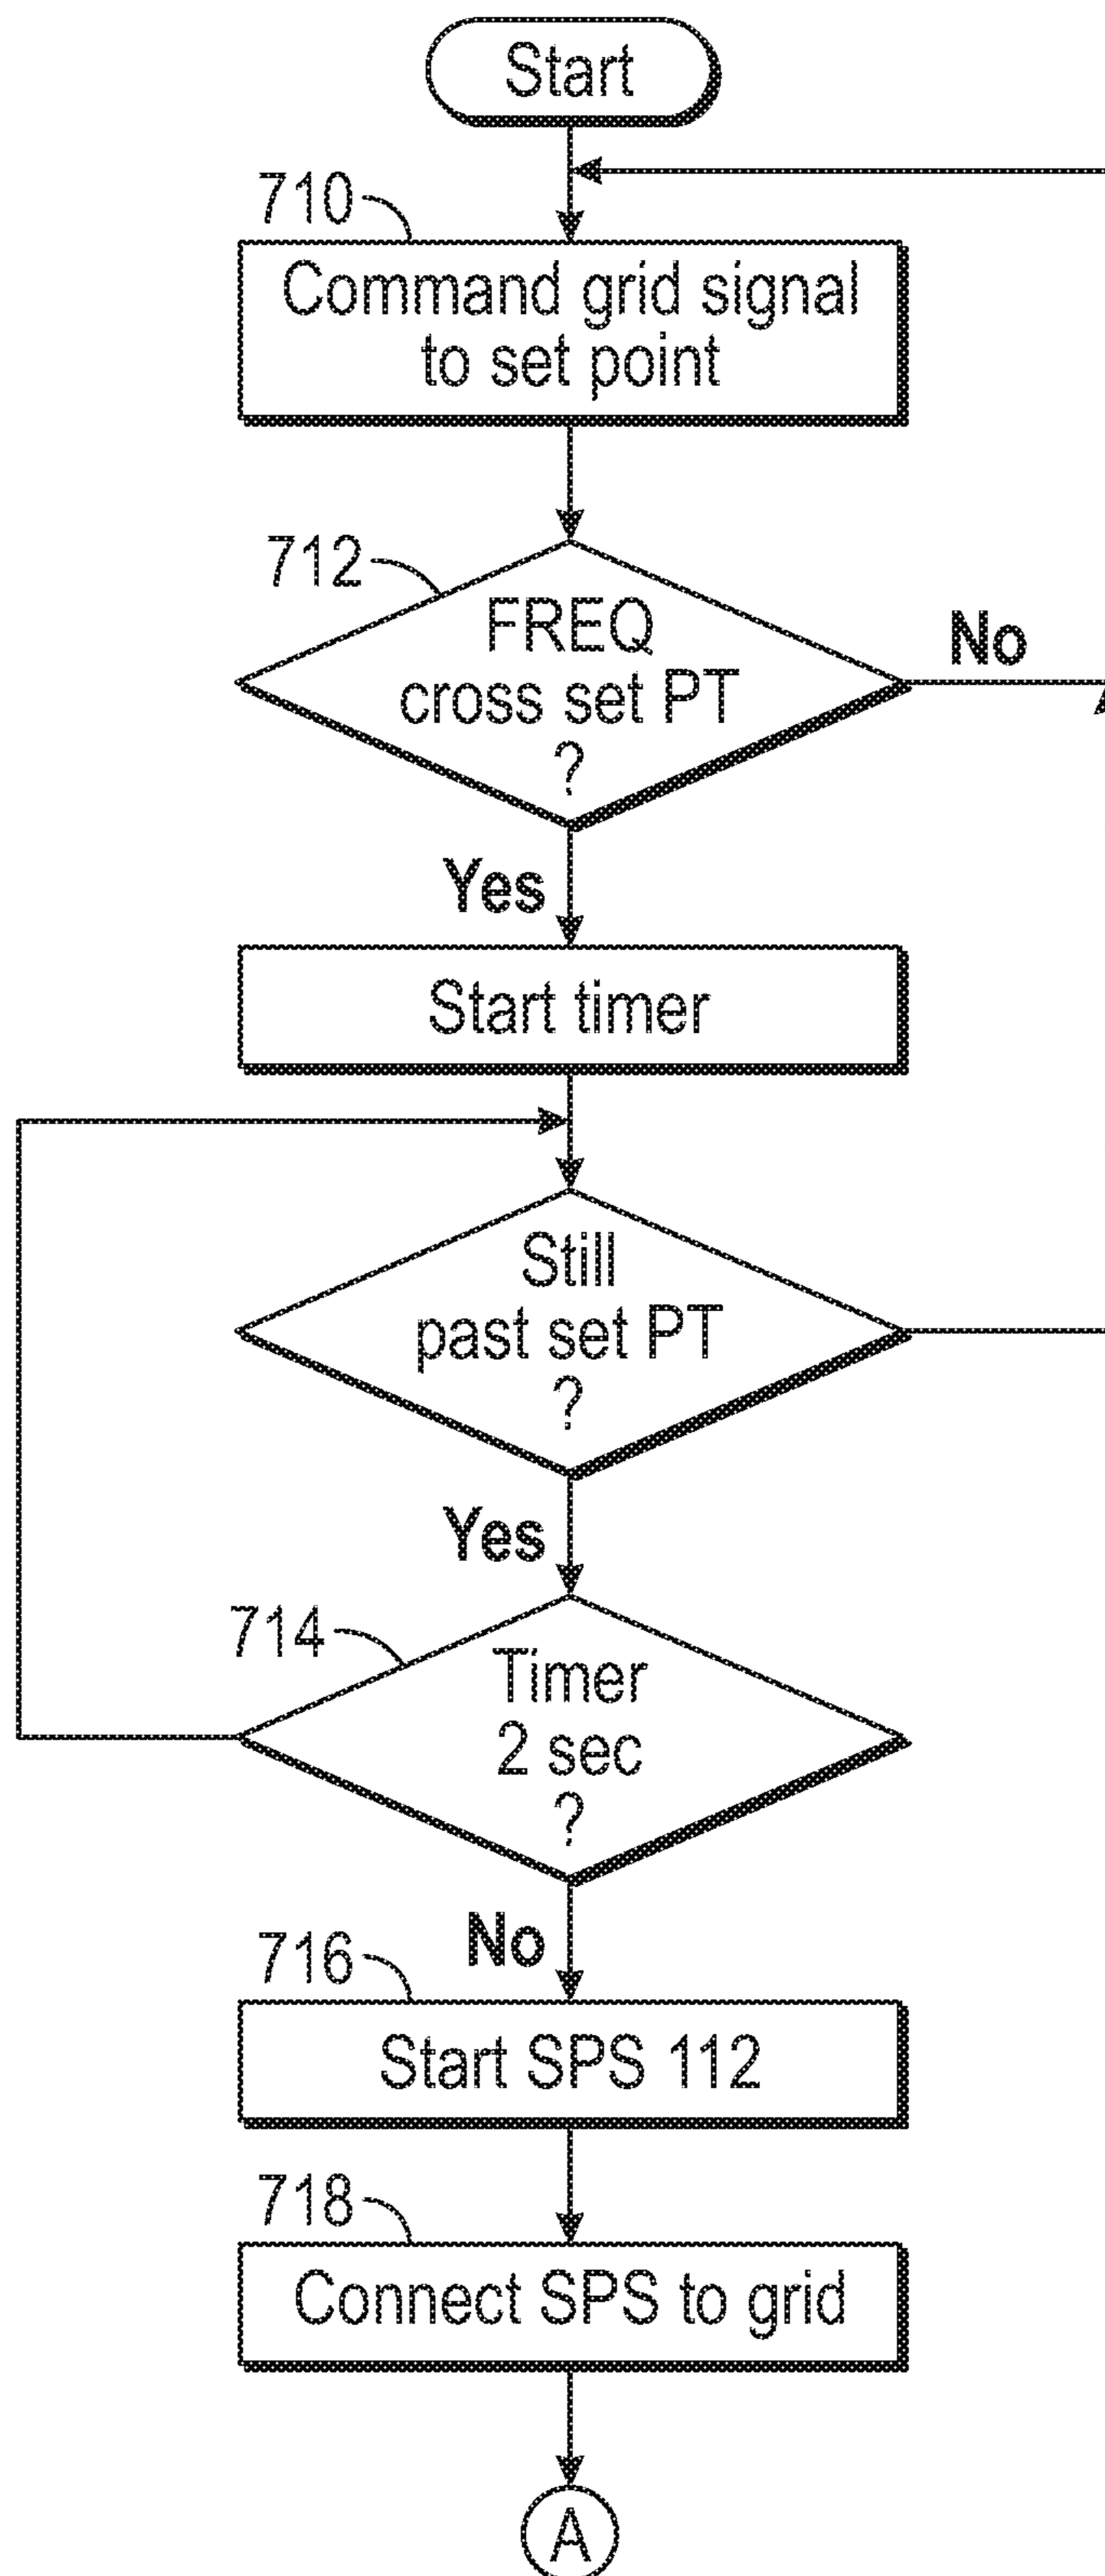 Start
710
Command grid signal
to set point
712
FREQ
cross set PT
?
No
Yes
Start timer
Still
past set PT
?
Yes
714
Timer
2 sec
?
No
716
Start SPS 112
718
Connect SPS to grid
A